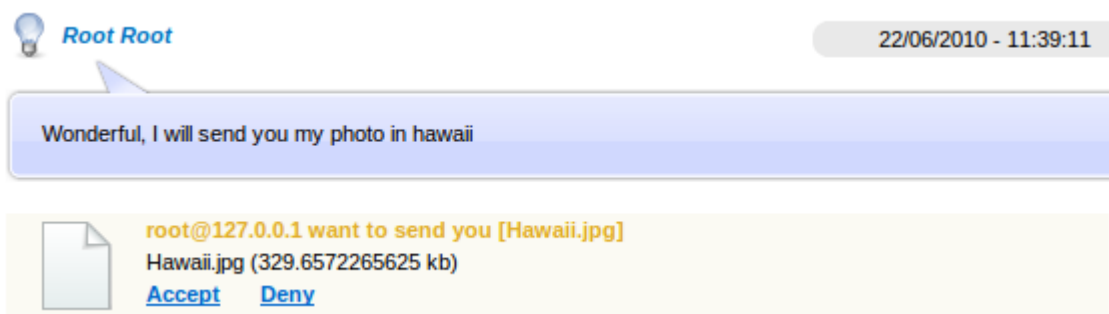 Root Root
22/06/2010 - 11:39:11
Wonderful, I will send you my photo in hawaii
root@127.0.0.1 want to send you [Hawaii.jpg]
Hawaii.jpg (329.6572265625 kb)
Accept Deny